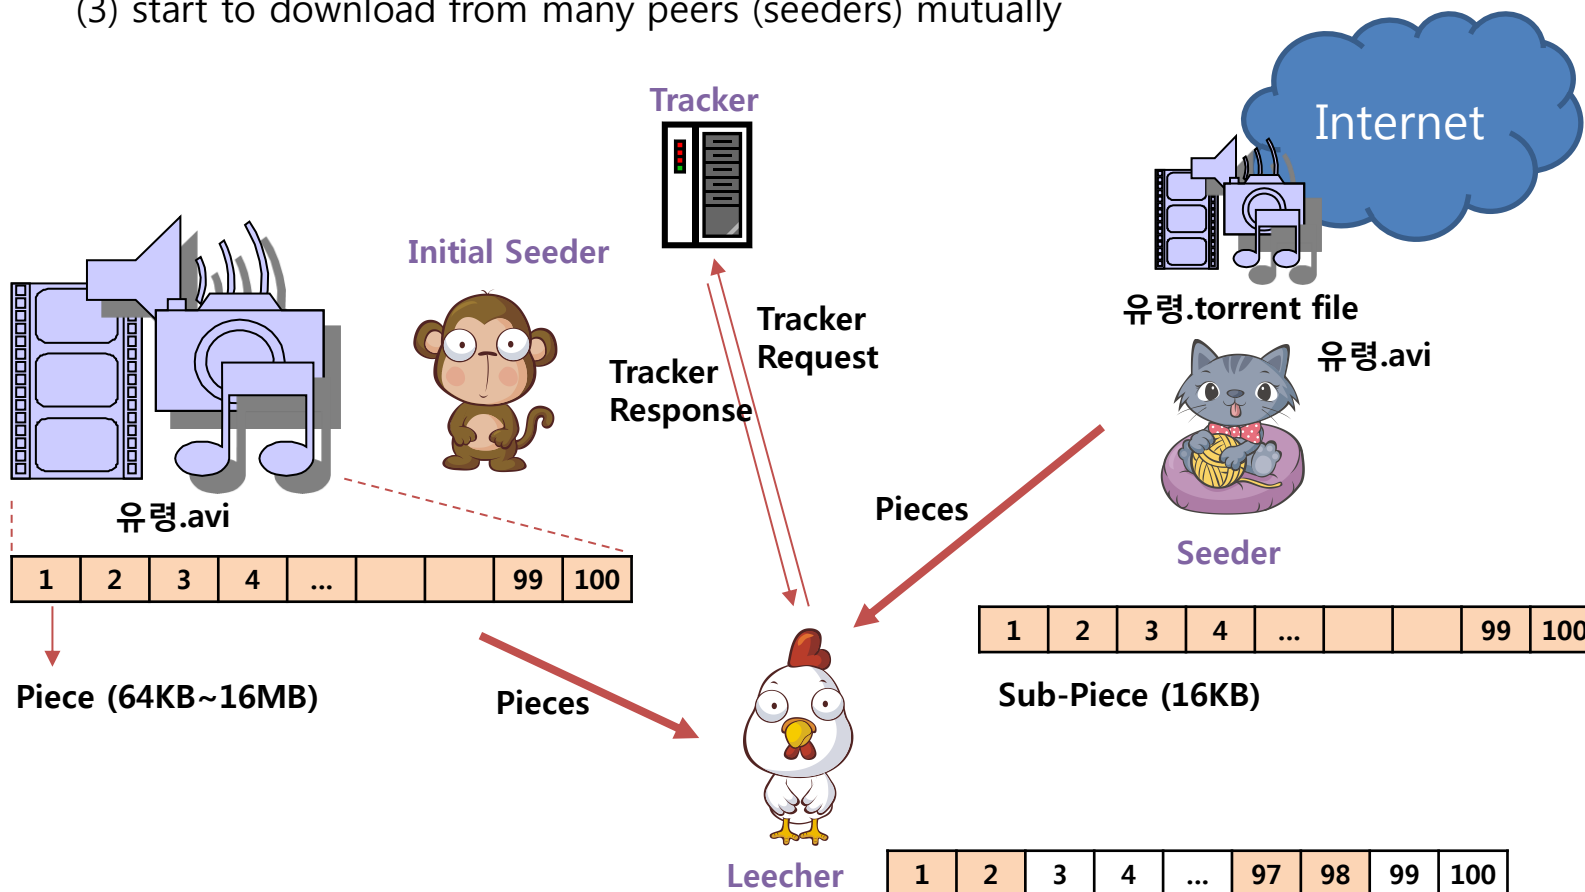 (3) start to download from many peers (seeders) mutually
Tracker
Internet
Initial Seeder
유령.torrent file
Tracker
Request
유령.avi
Tracker
Response
Pieces
유령.avi
Seeder
1 2 3 4 ... 99 100
1 2 3 4 ... 99 100
Piece (64KB~16MB)
Pieces
Sub-Piece (16KB)
Leecher
1 2 3 4 ... 97 98 99 100